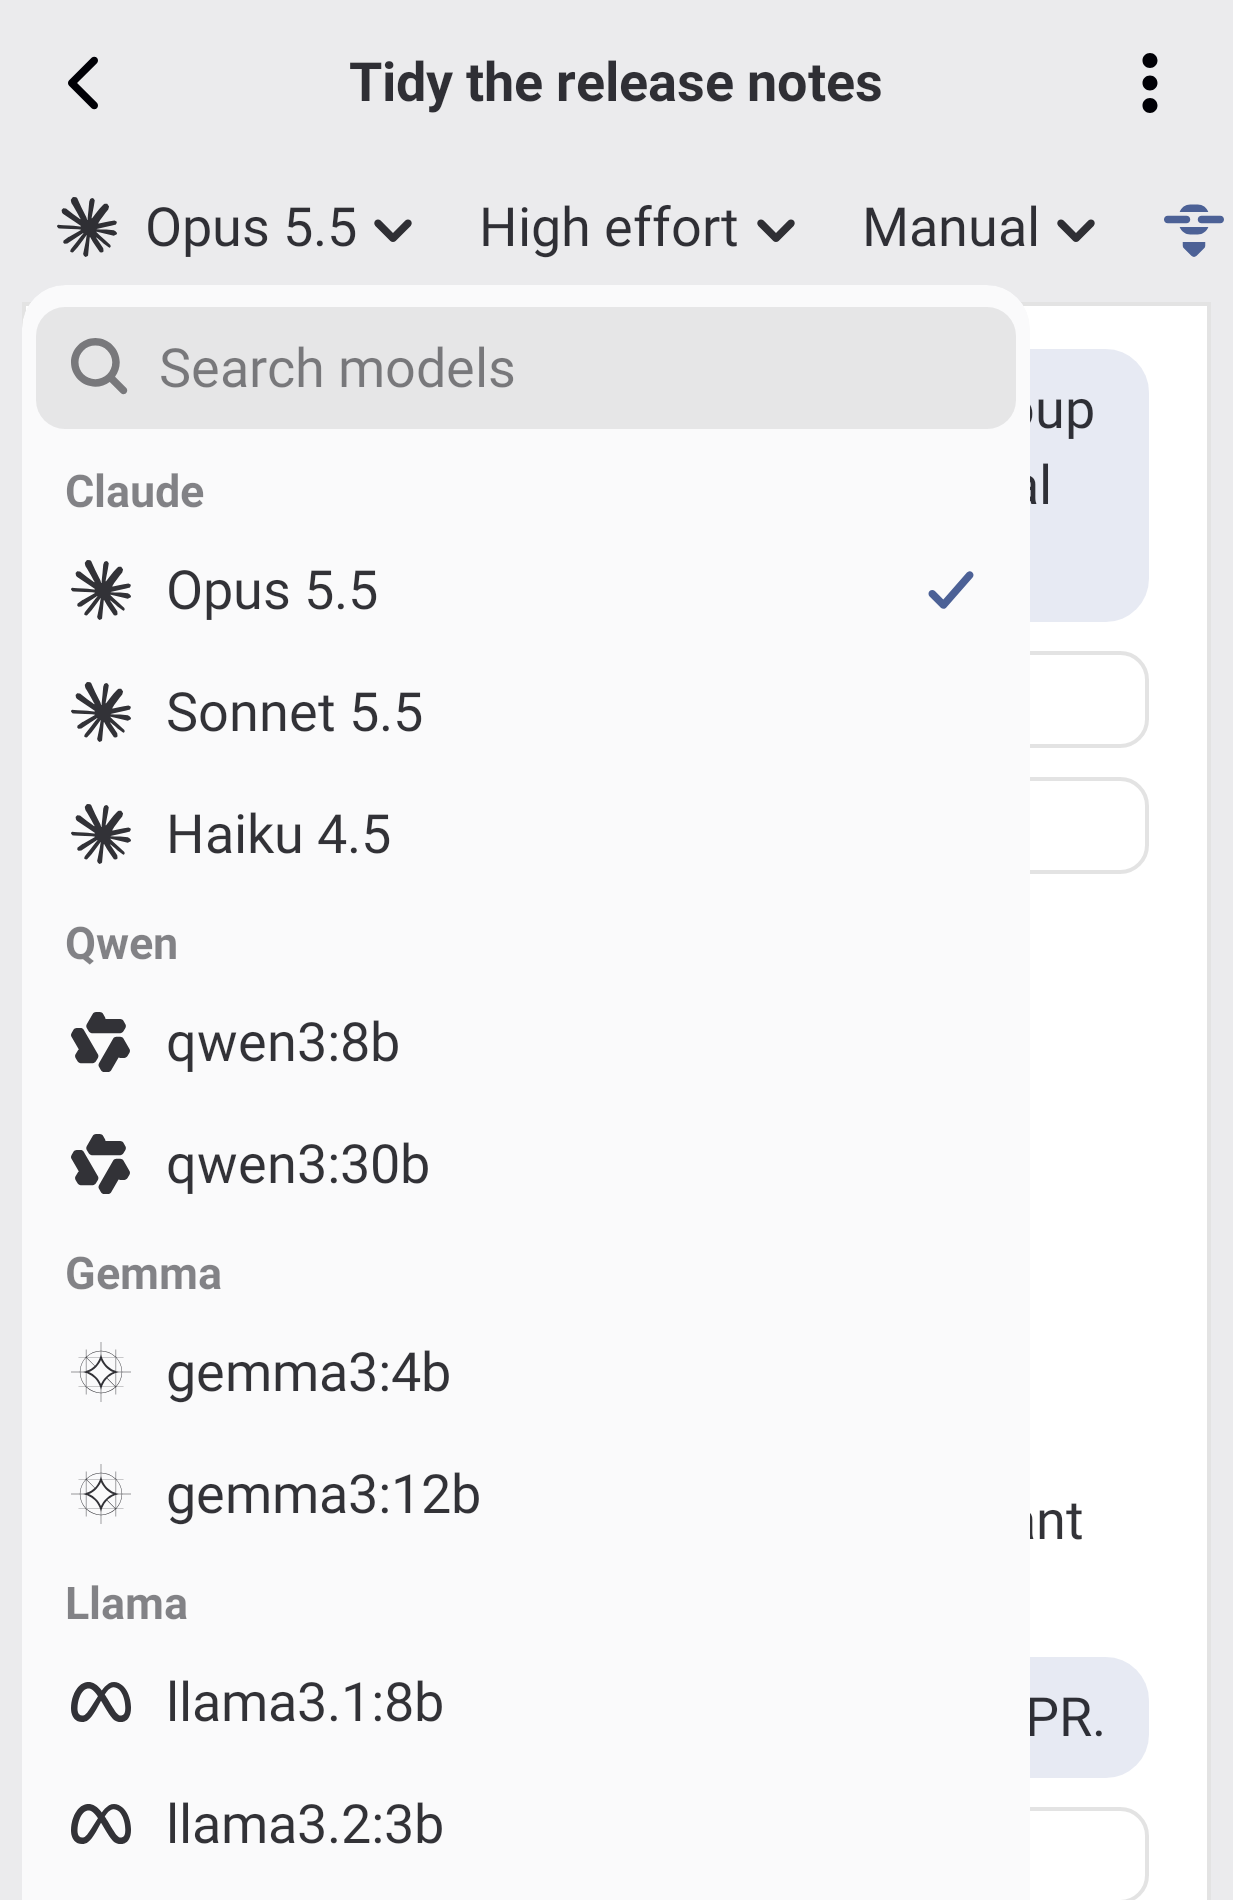 Tidy the release notes
Opus 5.5 High effort Manual
Search models
Claude
Opus 5.5
Sonnet 5.5
Haiku 4.5
Qwen
qwen3:8b
qwen3:30b
Gemma
gemma3:4b
gemma3:12b
Llama
llama3.1:8b
PR.
llama3.2:3b